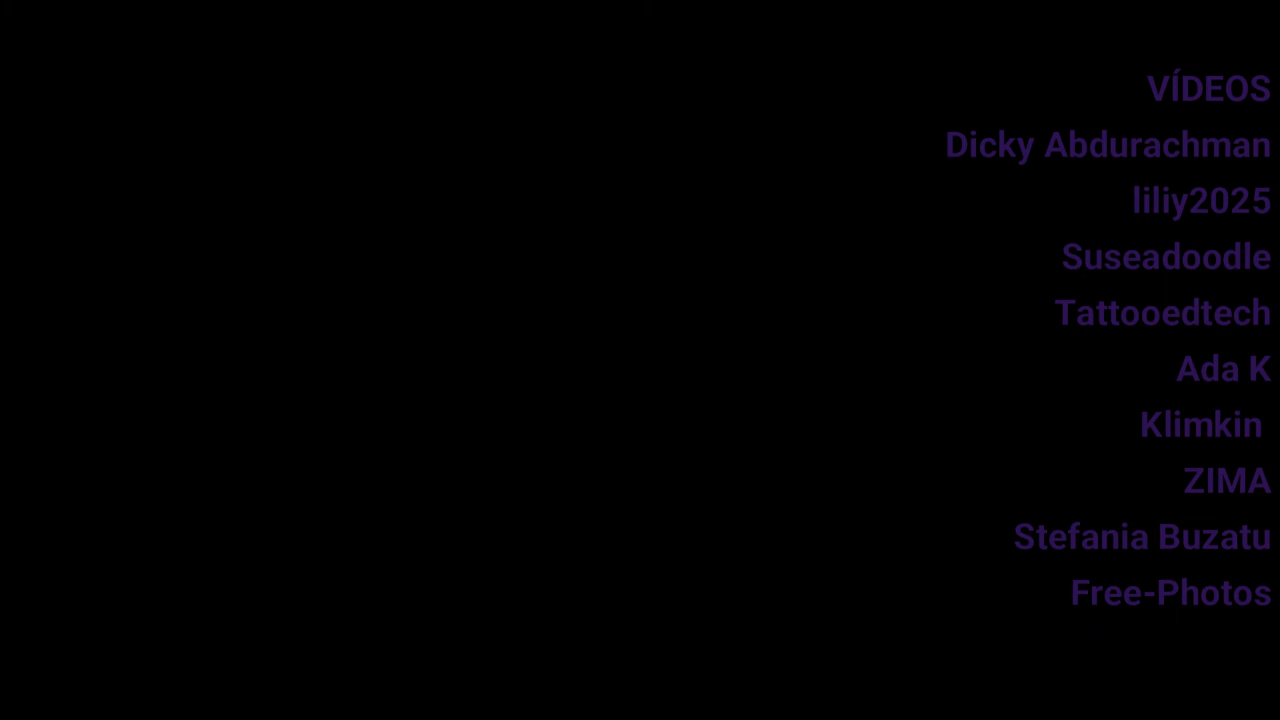 VÍDEOS
Dicky Abdurachman
liliy2025
Suseadoodle
Tattooedtech
Ada K
Klimkin
ZIMA
Stefania Buzatu
Free-Photos